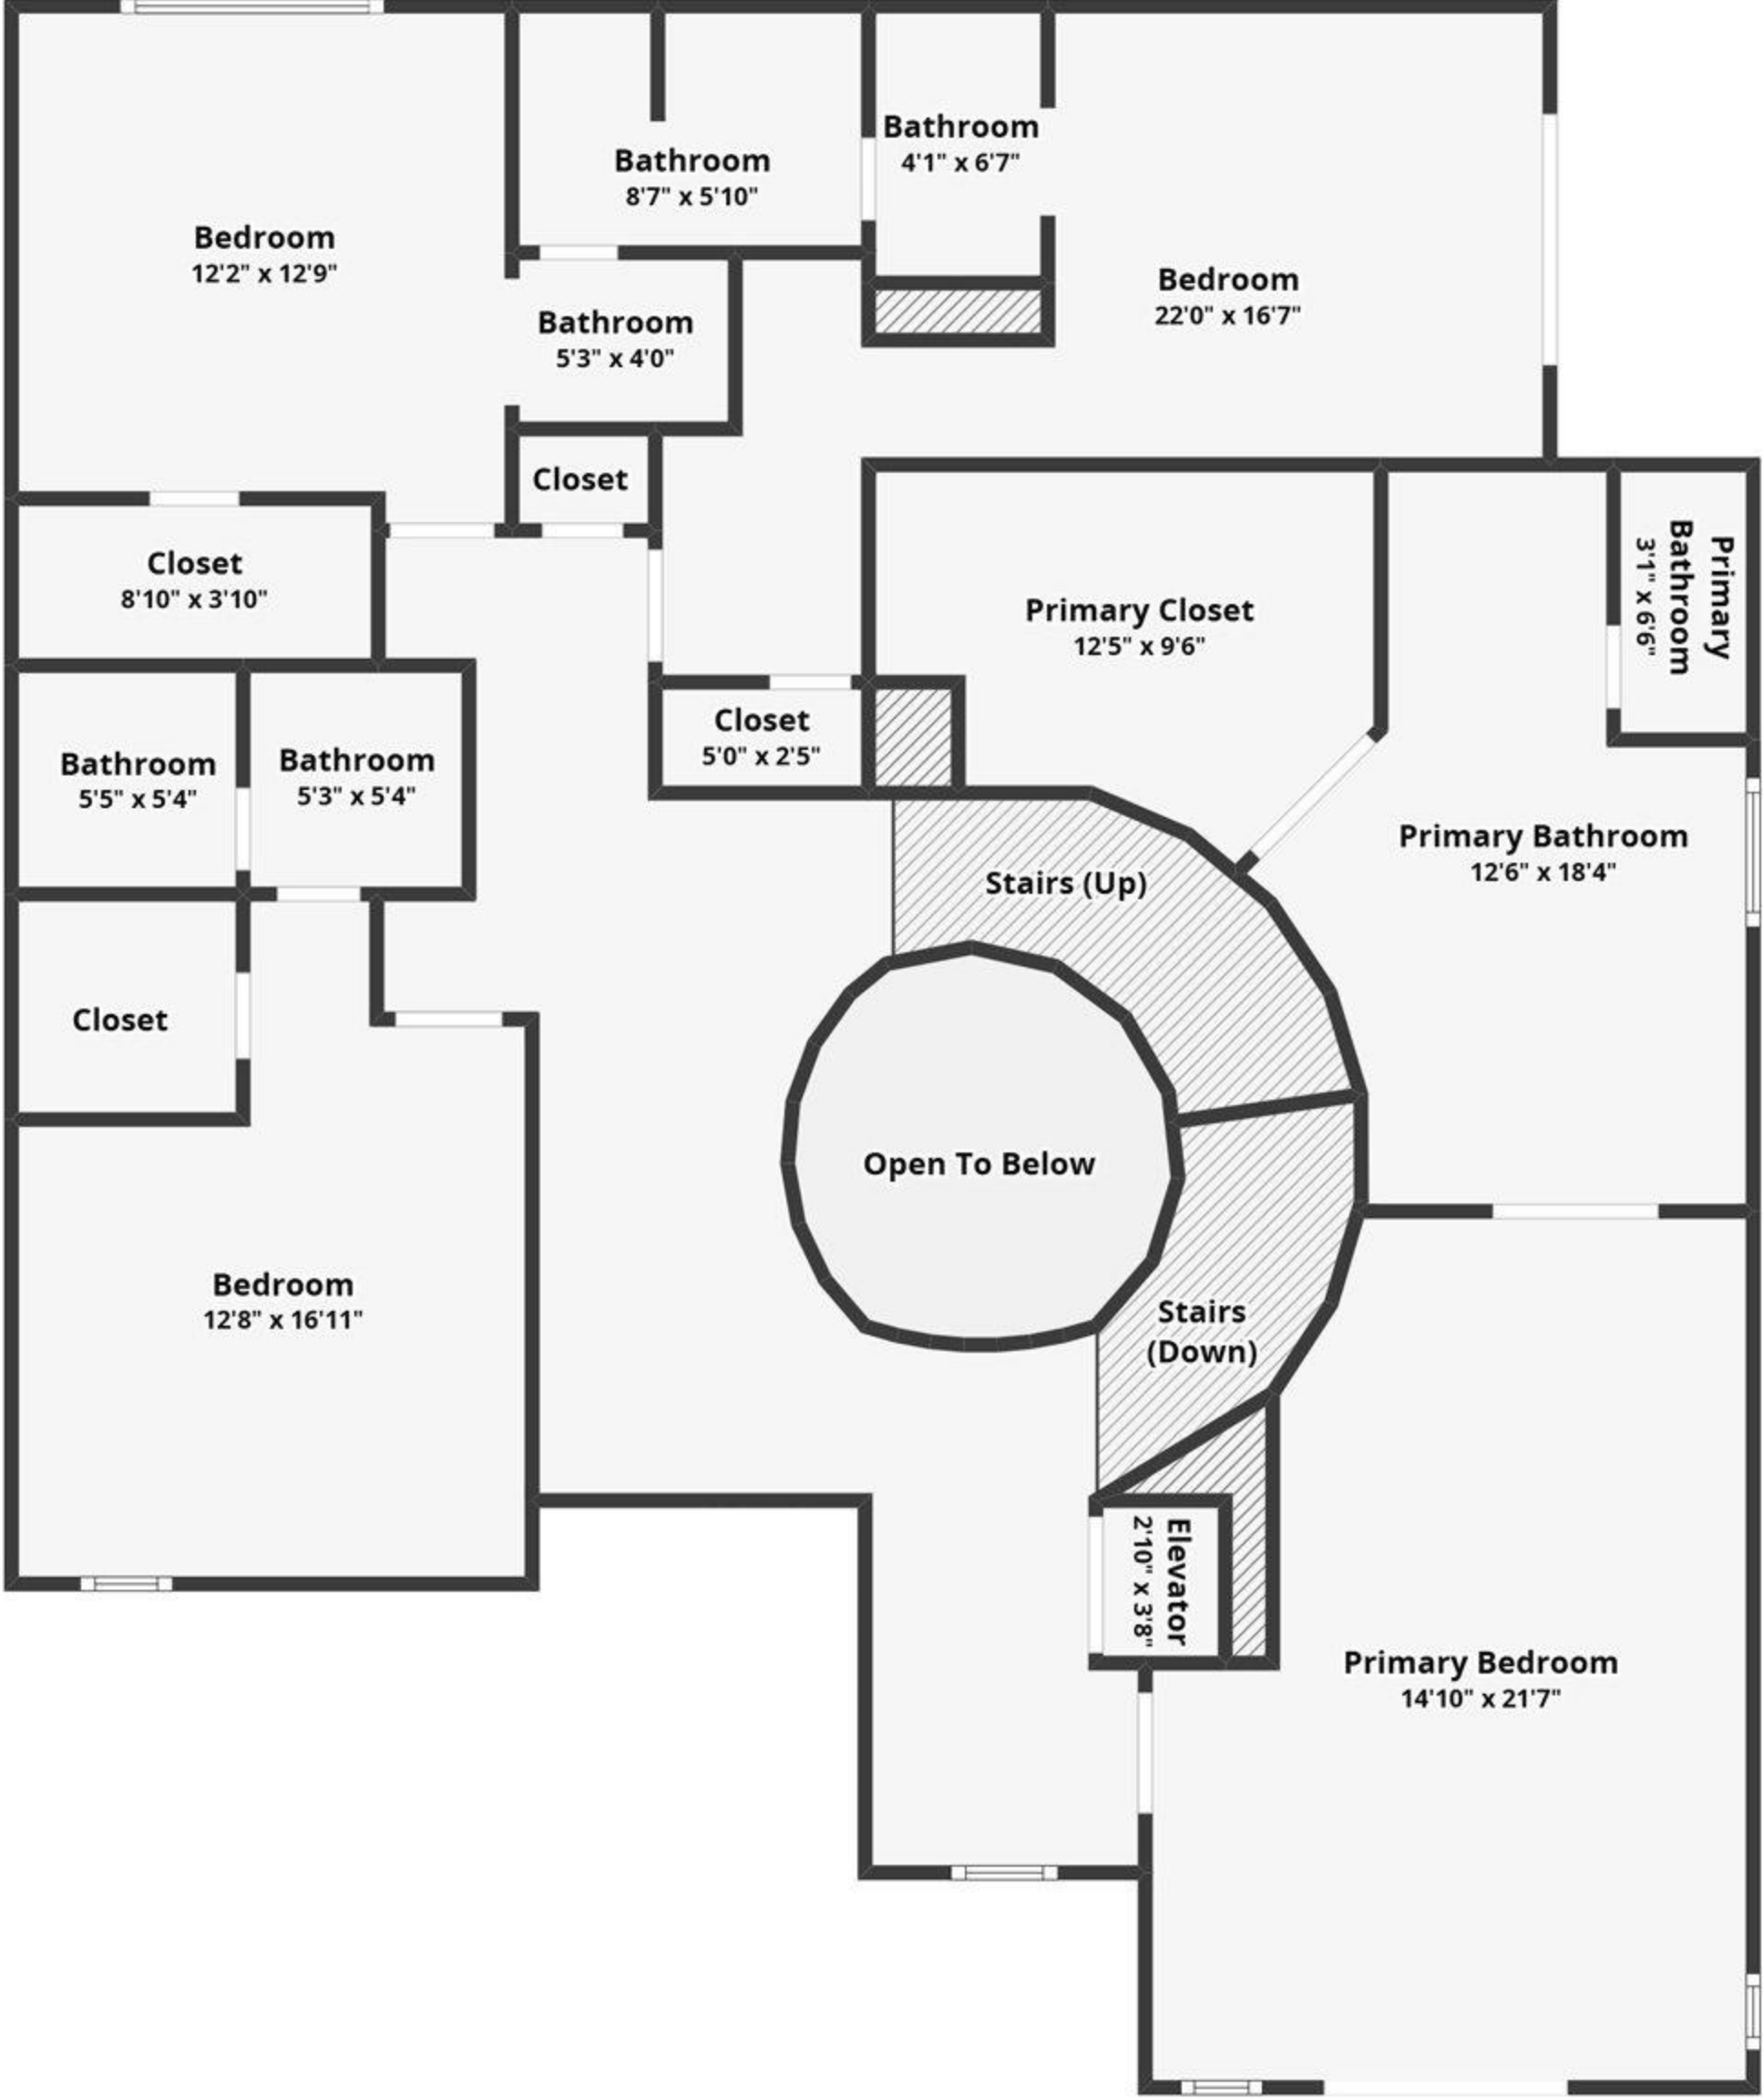 Bathroom
4'1" x 6'7"
Bathroom
8'7" x 5'10"
Bedroom
12'2" x 12'9"
Bedroom
22'0" x 16'7"
Bathroom
5'3" x 4'0"
Closet
Closet
8'10" x 3'10"
Primary Closet
12'5" x 9'6"
Primary
Bathroom
3'1" x 6'6"
Closet
5'0" x 2'5"
Bathroom
5'5" x 5'4"
Bathroom
5'3" x 5'4"
Primary Bathroom
12'6" x 18'4"
Stairs (Up)
Closet
Open To Below
Bedroom
12'8" x 16'11"
Stairs
(Down)
Elevator
2'10" x 3'8"
Primary Bedroom
14'10" x 21'7"